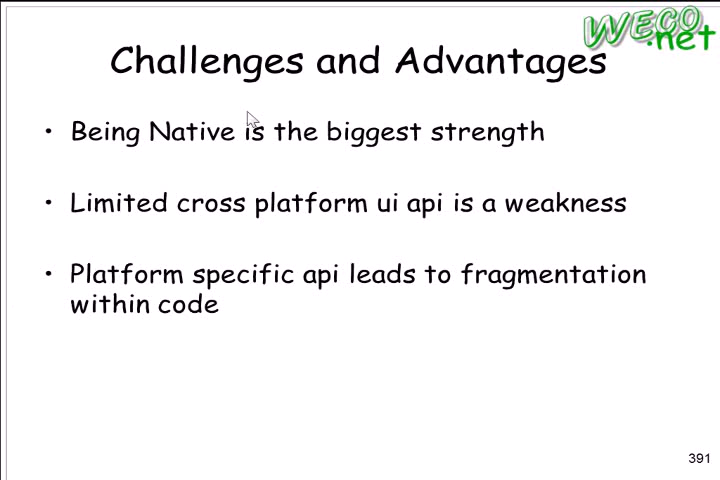 WECO
.net
Challenges and Advantages
• Being Native is the biggest strength
• Limited cross platform ui api is a weakness
• Platform specific api leads to fragmentation
within code
391